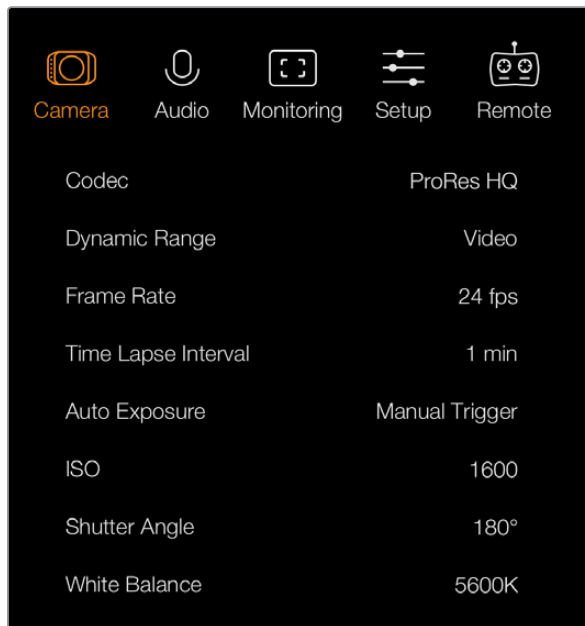 Camera Audio Monitoring Setup Remote
Codec ProRes HQ
Dynamic Range Video
Frame Rate 24 fps
Time Lapse Interval 1 min
Auto Exposure Manual Trigger
ISO 1600
Shutter Angle 180°
White Balance 5600K